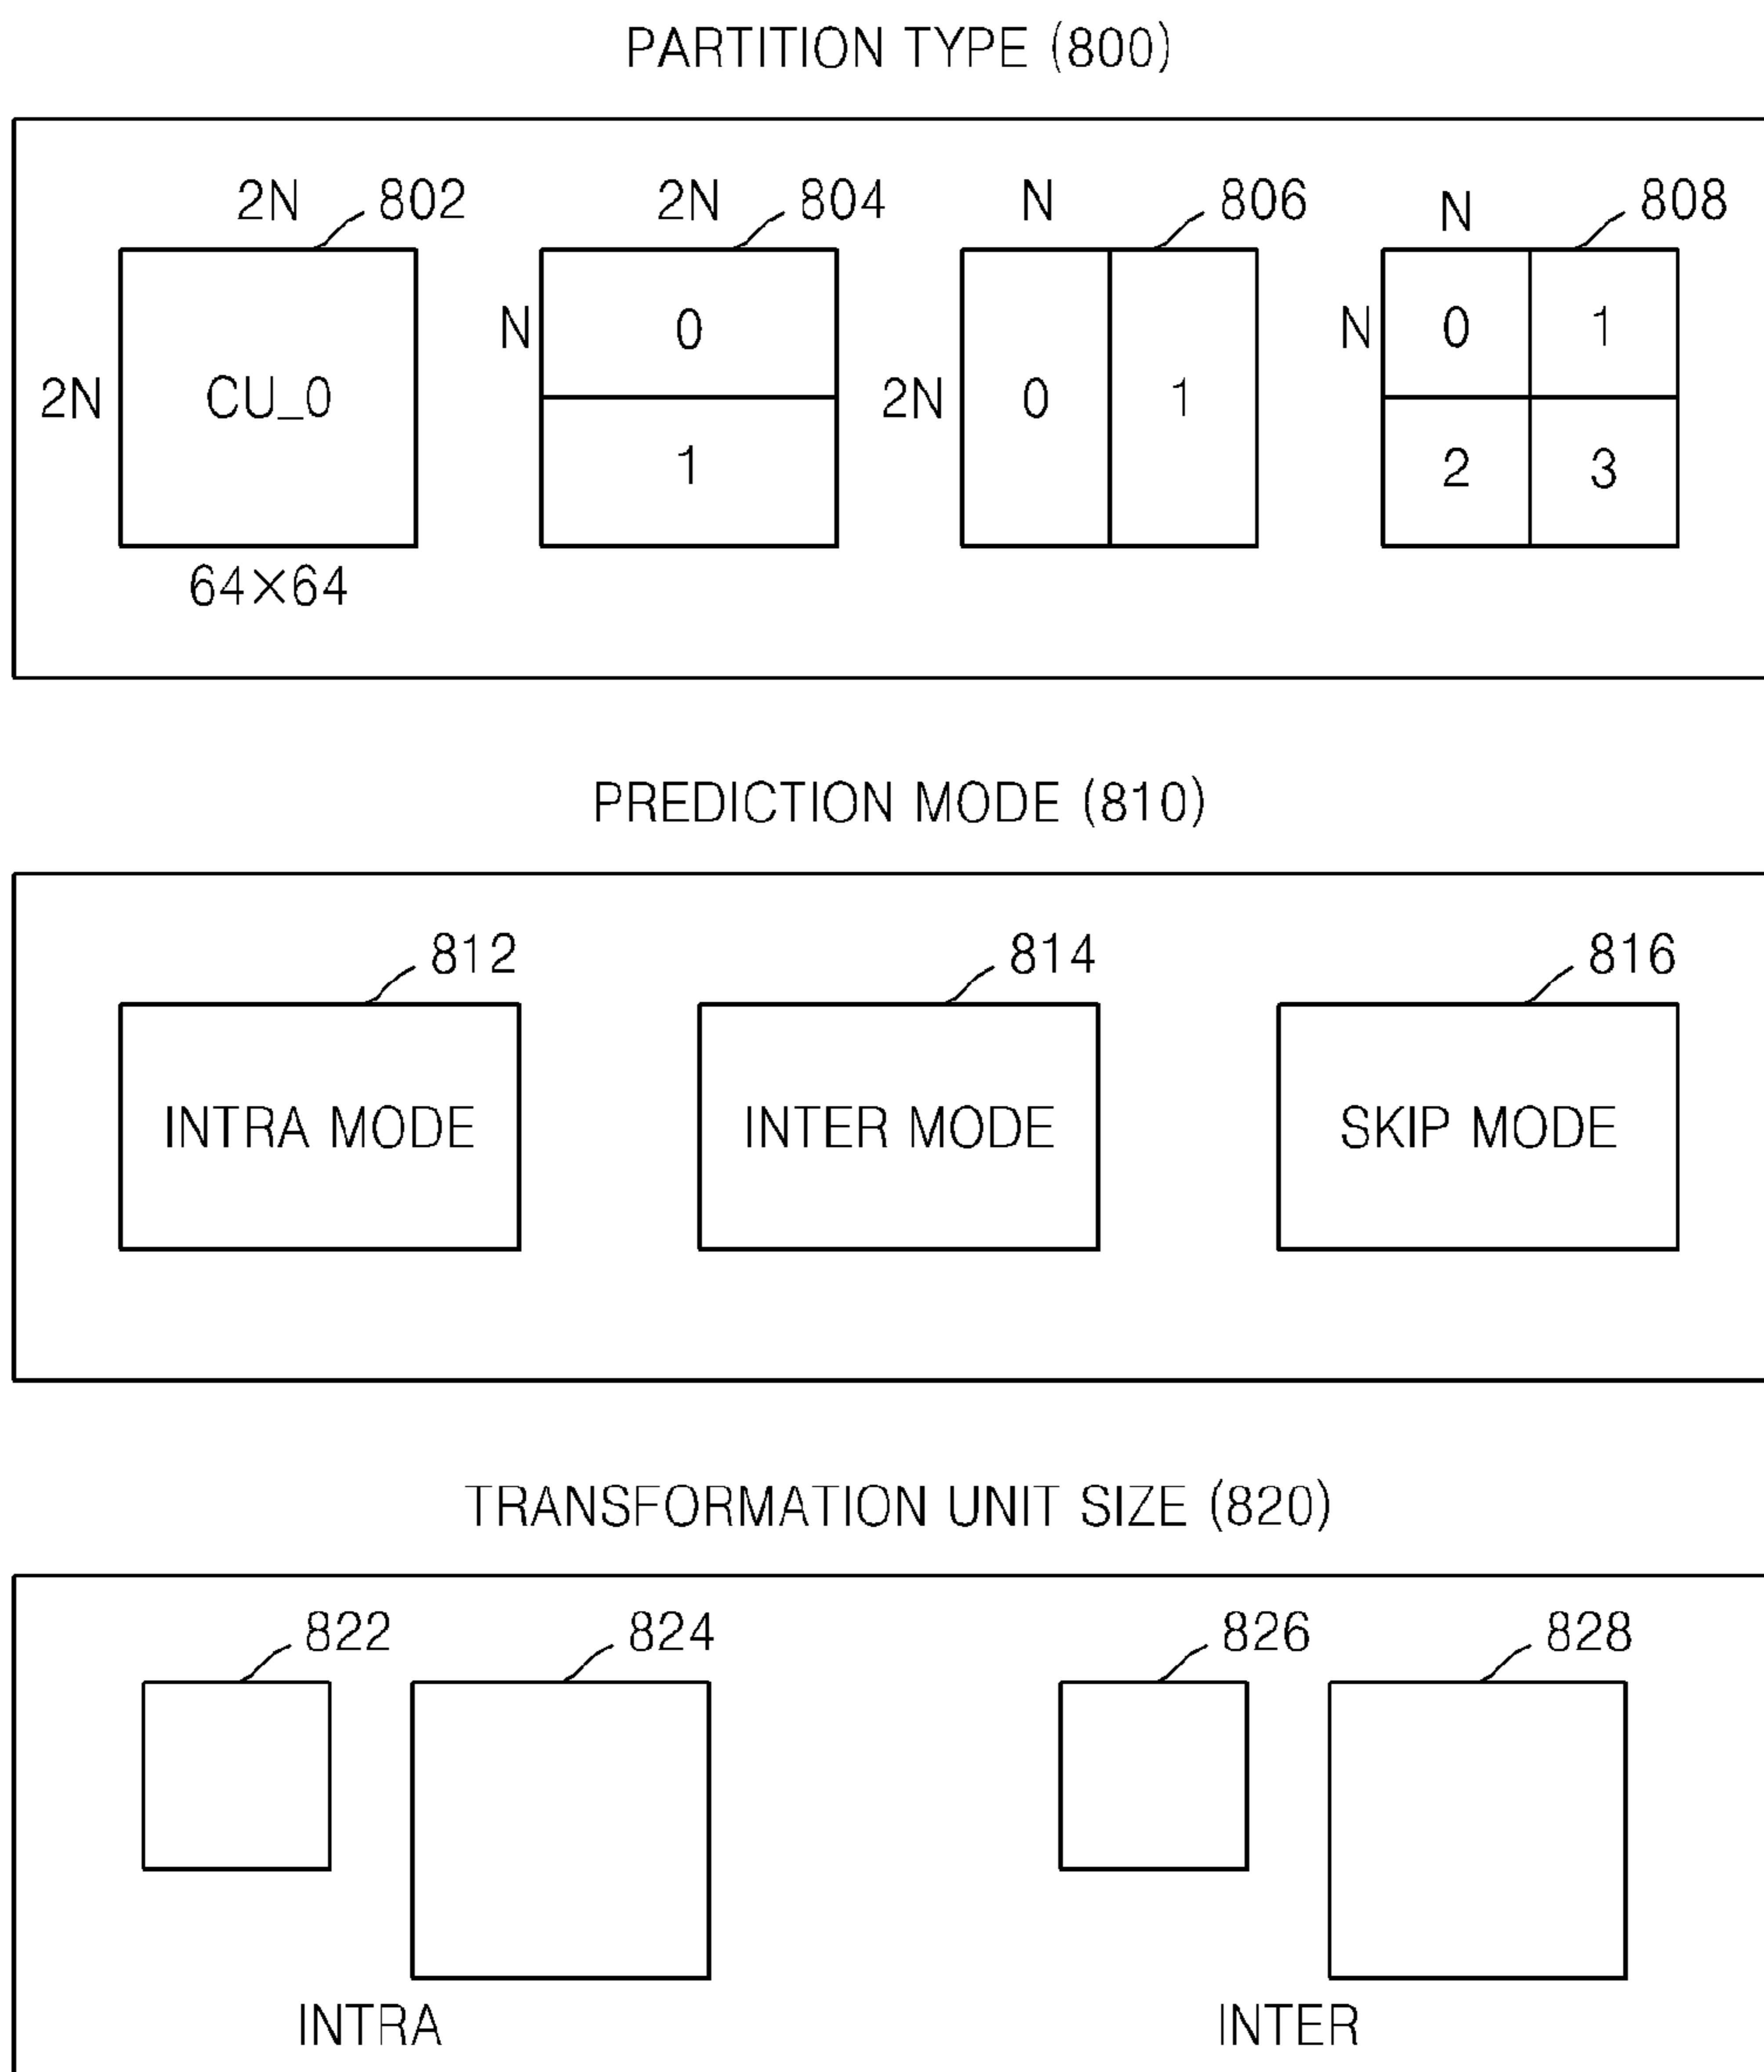 PARTITION TYPE (800)
2N 802 2N 804 N 806 N 808
N 0 N 0 1
2N CU_0 2N 0 1
1 2 3
64×64
PREDICTION MODE (810)
812 814 816
INTRA MODE INTER MODE SKIP MODE
TRANSFORMATION UNIT SIZE (820)
822 824 826 828
INTRA INTER